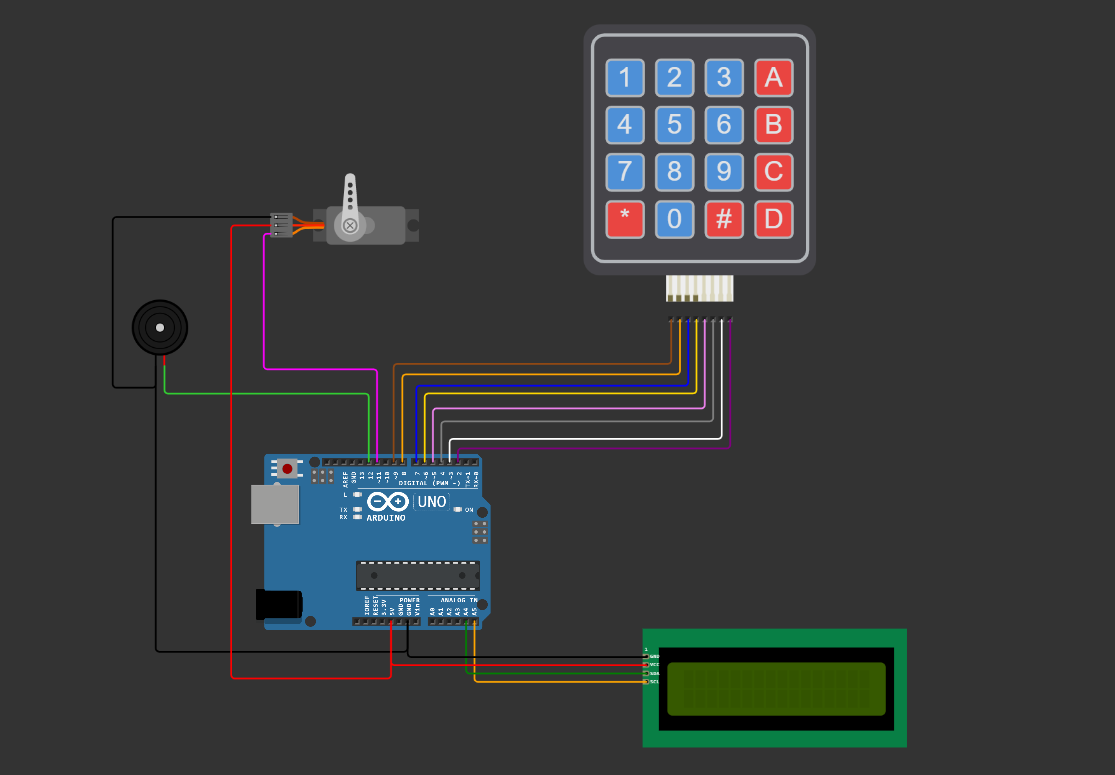 1 2 3 A
4 5 6 B
7 8 9 C
* 0 # D
AREF
GND
13
12
~11
~10
~9
8
7
~6
~5
4
~3
2
TX→1
RX←0
DIGITAL (PWM ~)
L
TX
RX
UNO
ARDUINO
ON
POWER
ANALOG IN
IOREF
RESET
3.3V
5V
GND
GND
Vin
A0
A1
A2
A3
A4
A5
1
GND
VCC
SDA
SCL